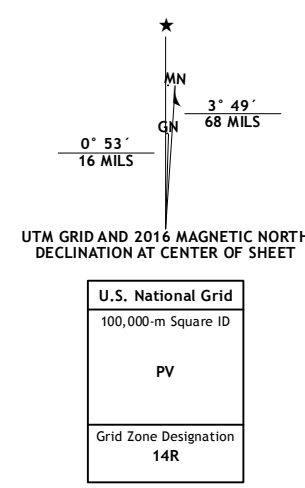 ★
MN
3° 49´
68 MILS
GN
0° 53´
16 MILS
UTM GRID AND 2016 MAGNETIC NORTH
DECLINATION AT CENTER OF SHEET
U.S. National Grid
100,000-m Square ID
PV
Grid Zone Designation
14R